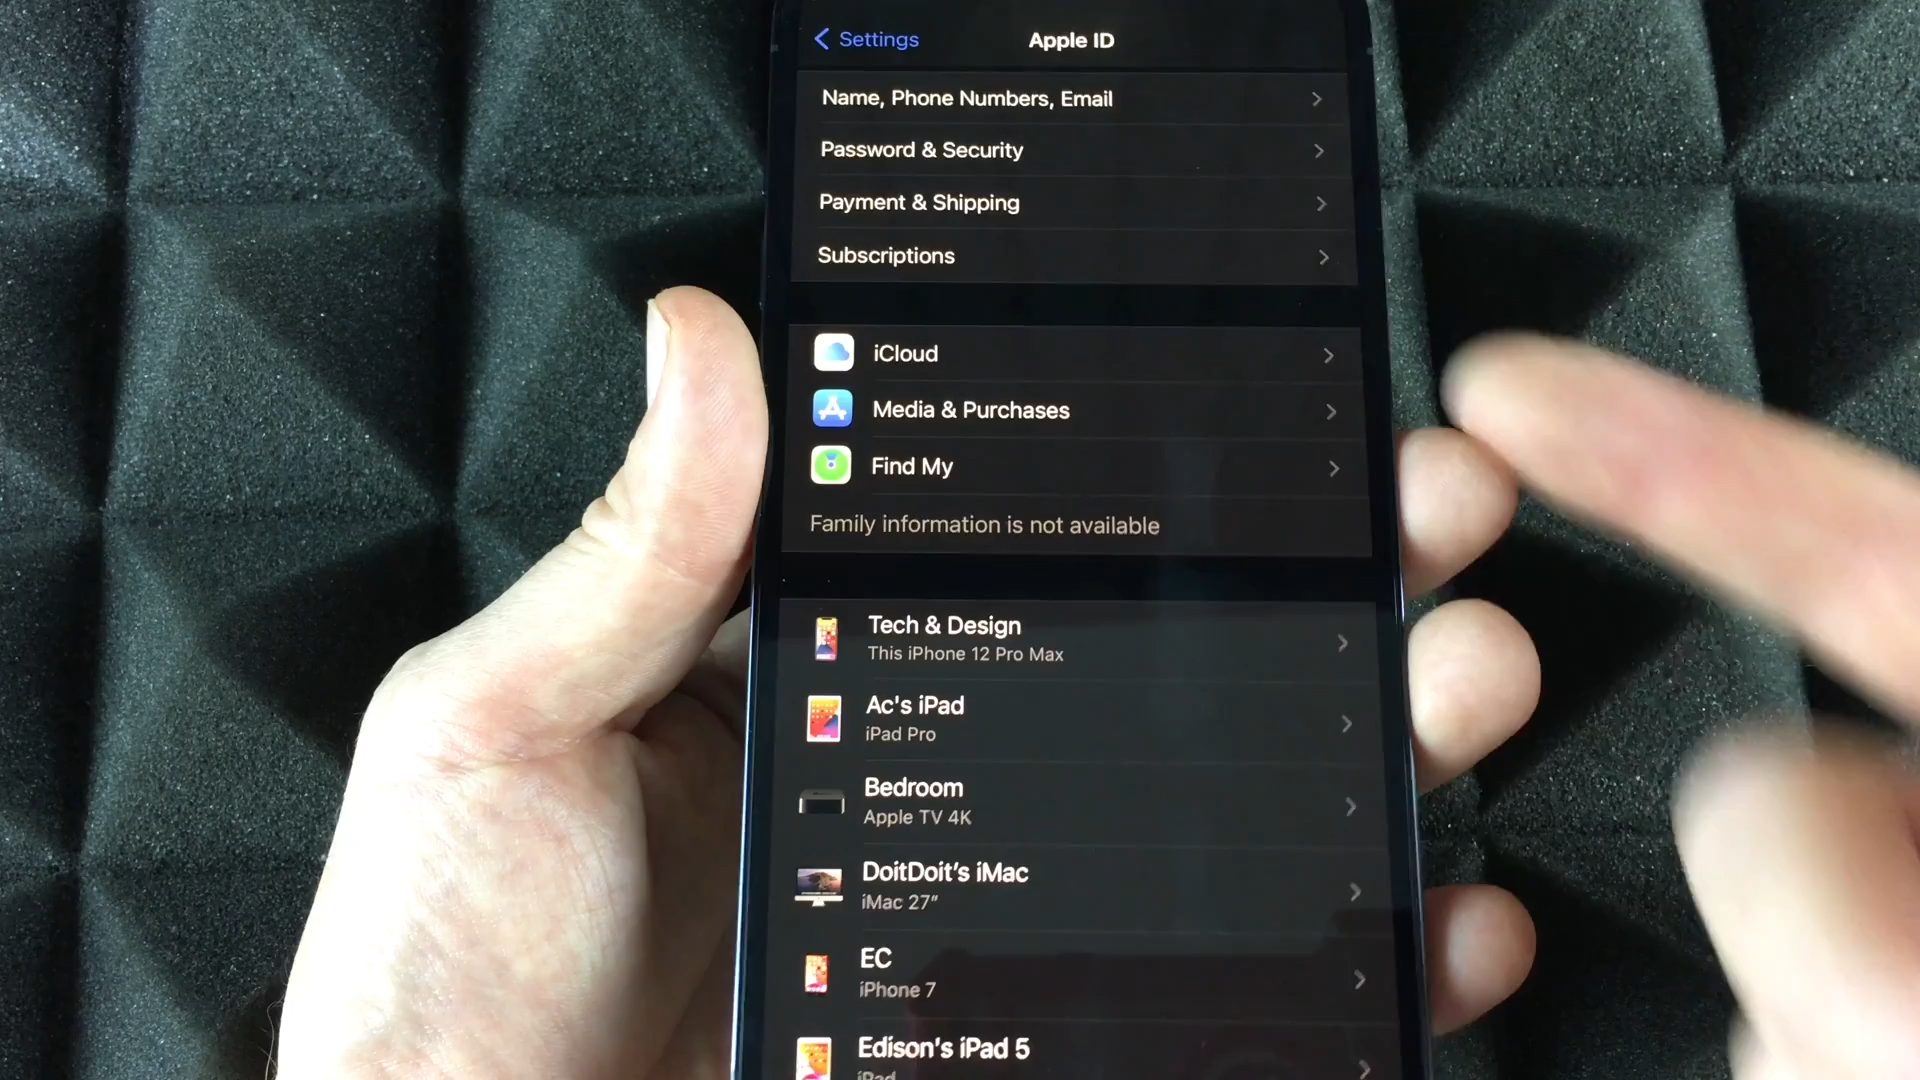 Settings
Apple ID
Name, Phone Numbers, Email
Password & Security
Payment & Shipping
Subscriptions
iCloud
Media & Purchases
Find My
Family information is not available
Tech & Design
This iPhone 12 Pro Max
Ac's iPad
iPad Pro
Bedroom
Apple TV 4K
DoitDoit’s iMac
iMac 27”
EC
iPhone 7
Edison’s iPad 5
iPad